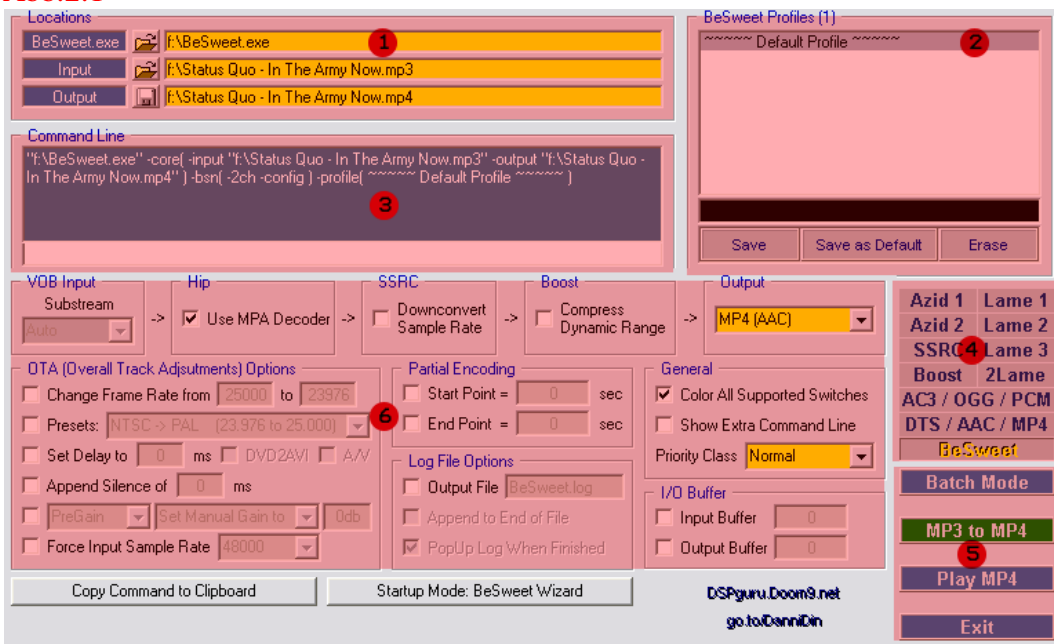 Locations
BeSweet.exe f:\BeSweet.exe 1
Input f:\Status Quo - In The Army Now.mp3
Output f:\Status Quo - In The Army Now.mp4
BeSweet Profiles (1)
~~~~~ Default Profile ~~~~~ 2
Save Save as Default Erase
Command Line
"f:\BeSweet.exe" -core( -input "f:\Status Quo - In The Army Now.mp3" -output "f:\Status Quo -
In The Army Now.mp4" ) -bsn( -2ch -config ) -profile( ~~~~~ Default Profile ~~~~~ )
3
VOB Input
Substream
Auto
->
Hip
Use MPA Decoder
->
SSRC
Downconvert
Sample Rate
->
Boost
Compress
Dynamic Range
->
Output
MP4 (AAC)
Azid 1 Lame 1
Azid 2 Lame 2
SSRC 4 Lame 3
Boost 2Lame
AC3 / OGG / PCM
DTS / AAC / MP4
BeSweet
OTA (Overall Track Adjsutments) Options
Change Frame Rate from 25000 to 23976
Presets: NTSC -> PAL (23.976 to 25.000) 6
Set Delay to 0 ms DVD2AVI A/V
Append Silence of 0 ms
PreGain Set Manual Gain to 0db
Force Input Sample Rate 48000
Partial Encoding
Start Point = 0 sec
End Point = 0 sec
Log File Options
Output File BeSweet.log
Append to End of File
PopUp Log When Finished
General
Color All Supported Switches
Show Extra Command Line
Priority Class Normal
I/O Buffer
Input Buffer 0
Output Buffer 0
Batch Mode
MP3 to MP4
5
Play MP4
Exit
Copy Command to Clipboard
Startup Mode: BeSweet Wizard
DSPguru.Doom9.net
go.to/DanniDin